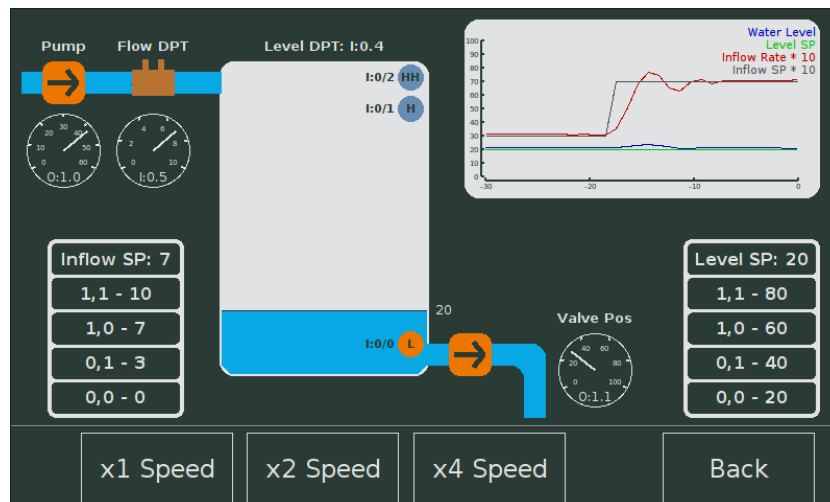 Pump
Flow DPT
Level DPT: I:0.4
I:0/2 HH
I:0/1 H
0 10 20 30 40 50 60
O:1.0
0 2 4 6 8 10
I:0.5
Water Level
Level SP
Inflow Rate * 10
Inflow SP * 10
100
90
80
70
60
50
40
30
20
10
0
-30 -20 -10 0
Inflow SP: 7
1,1 - 10
1,0 - 7
0,1 - 3
0,0 - 0
20
I:0/0 L
Valve Pos
0 20 40 60 80 100
O:1.1
Level SP: 20
1,1 - 80
1,0 - 60
0,1 - 40
0,0 - 20
x1 Speed
x2 Speed
x4 Speed
Back